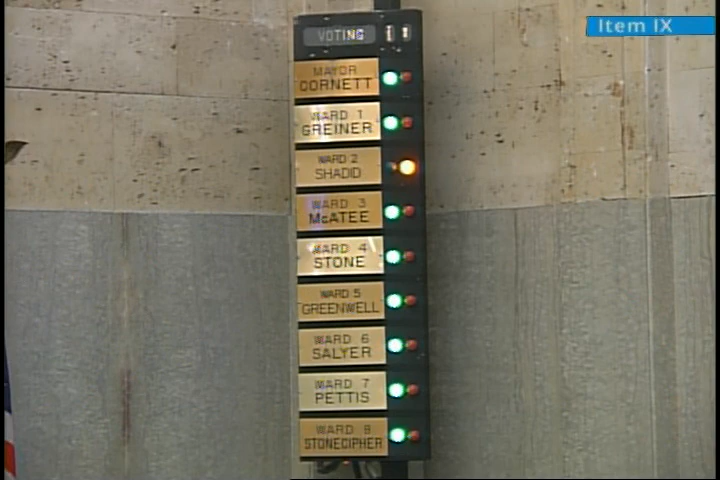 Item IX
VOTING
MAYOR
CORNETT
WARD 1
GREINER
WARD 2
SHADID
WARD 3
McATEE
WARD 4
STONE
WARD 5
GREENWELL
WARD 6
SALYER
WARD 7
PETTIS
WARD 8
STONECIPHER